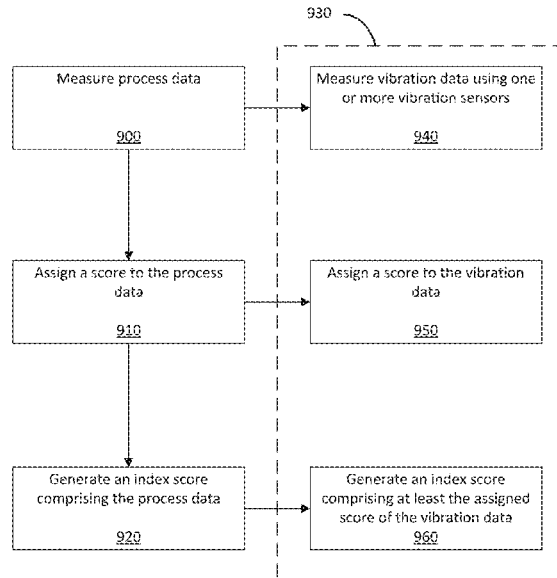 930
Measure process data
900
Measure vibration data using one
or more vibration sensors
940
Assign a score to the process
data
910
Assign a score to the vibration
data
950
Generate an index score
comprising the process data
920
Generate an index score
comprising at least the assigned
score of the vibration data
960